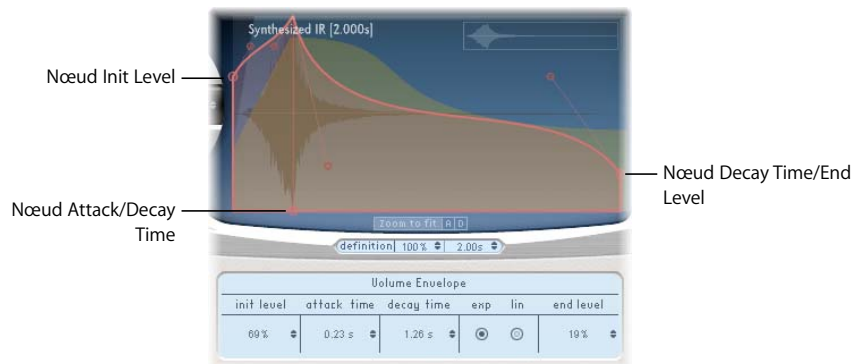 Synthesized IR [2.000s]
Nœud Init Level
Nœud Decay Time/End
Level
Nœud Attack/Decay
Time
Zoom to fit A D
definition 100% 2.00s
Volume Envelope
init level attack time decay time exp lin end level
69% 0.23 s 1.26 s 19%